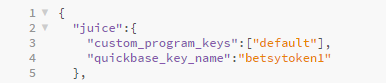 1 {
2 "juice":{
3 "custom_program_keys":["default"],
4 "quickbase_key_name":"betsytoken1"
5 },